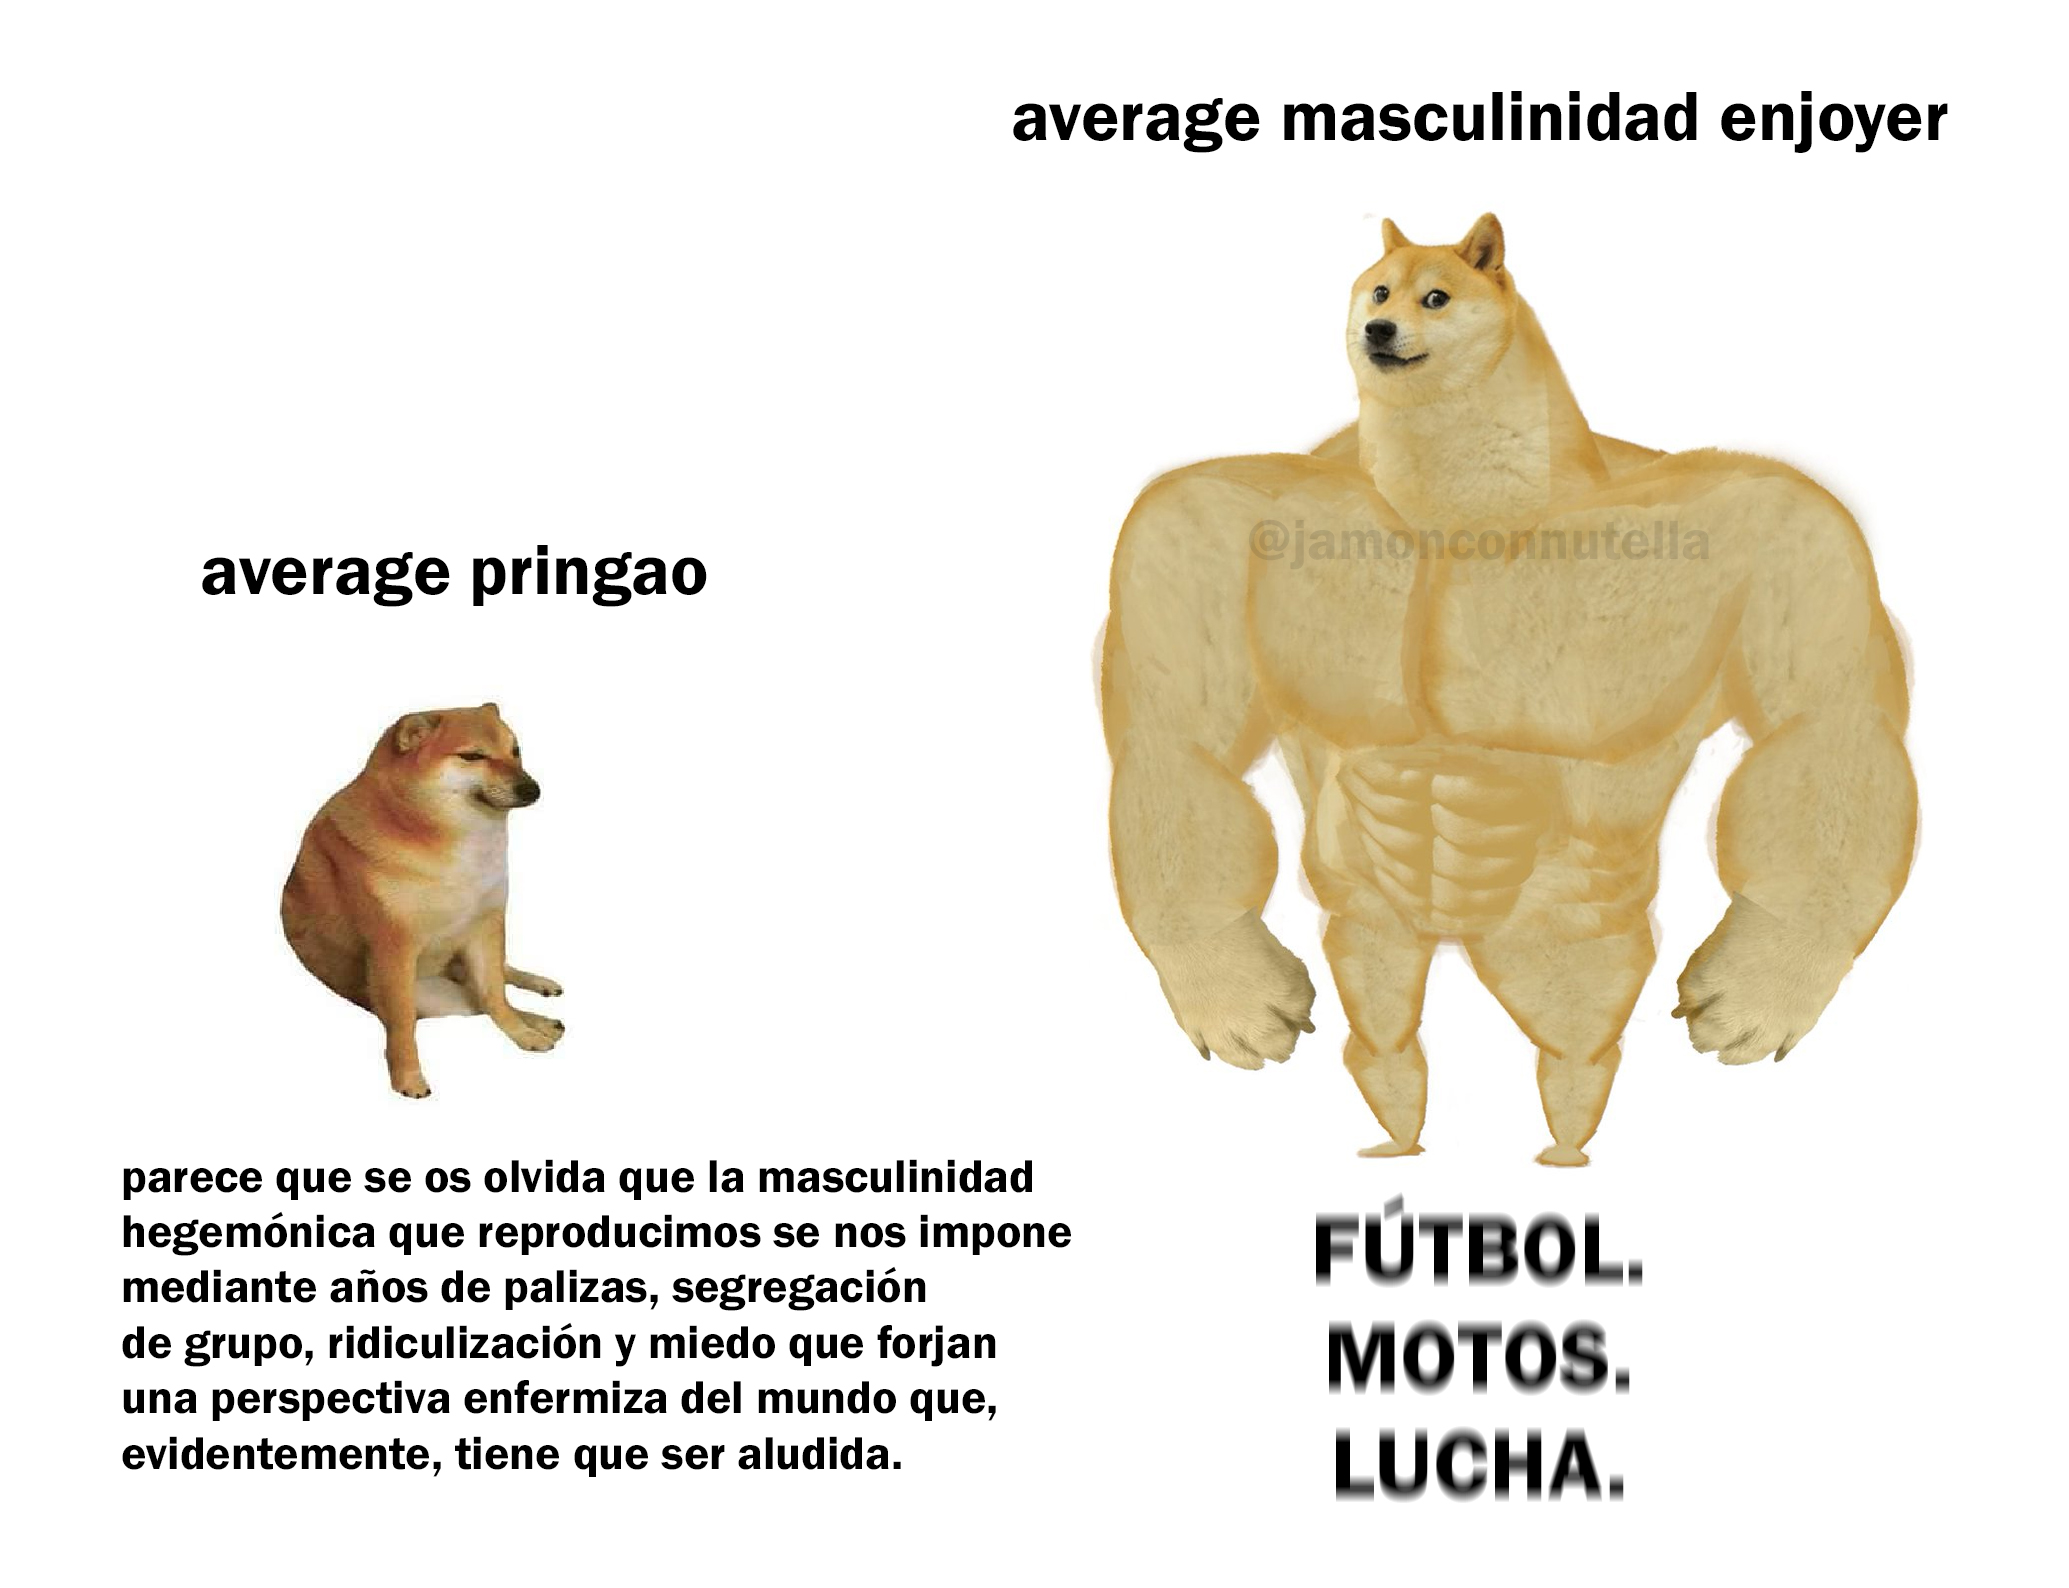 average masculinidad enjoyer
@jamonconnutella
average pringao
parece que se os olvida que la masculinidad
hegemónica que reproducimos se nos impone
mediante años de palizas, segregación
de grupo, ridiculización y miedo que forjan
una perspectiva enfermiza del mundo que,
evidentemente, tiene que ser aludida.
FÚTBOL.
MOTOS.
LUCHA.